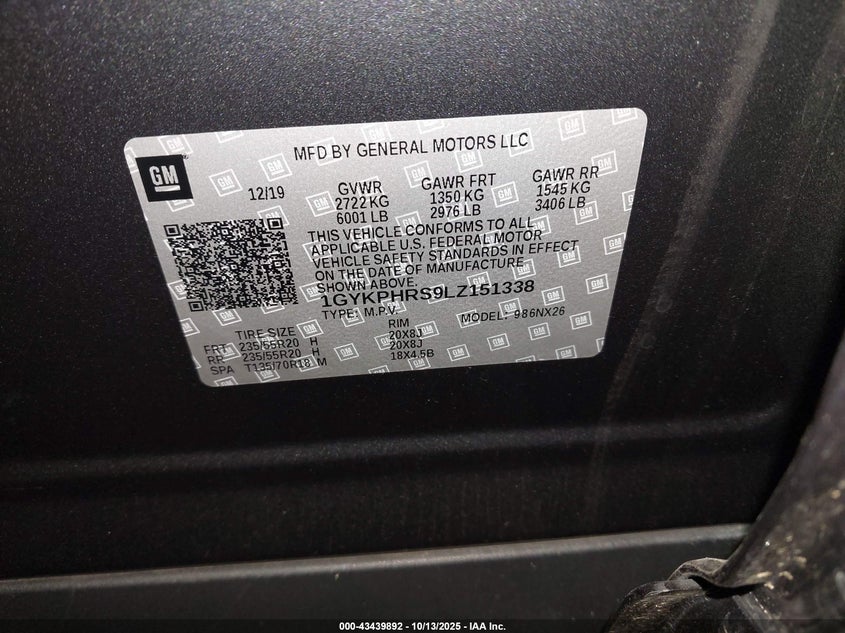 MFD BY GENERAL MOTORS LLC
GM
12/19 GVWR GAWR FRT GAWR RR
2722 KG 1350 KG 1545 KG
6001 LB 2976 LB 3406 LB
THIS VEHICLE CONFORMS TO ALL
APPLICABLE U.S. FEDERAL MOTOR
VEHICLE SAFETY STANDARDS IN EFFECT
ON THE DATE OF MANUFACTURE
SHOWN ABOVE.
1GYKPHRS9LZ151338
TYPE: M.P.V. MODEL: 986NX26
TIRE SIZE RIM
FRT 235/55R20 H 20X8J
RR 235/55R20 H 20X8J
SPA T135/70R18 M 18X4.5B
000-43439892 - 10/13/2025 - IAA Inc.